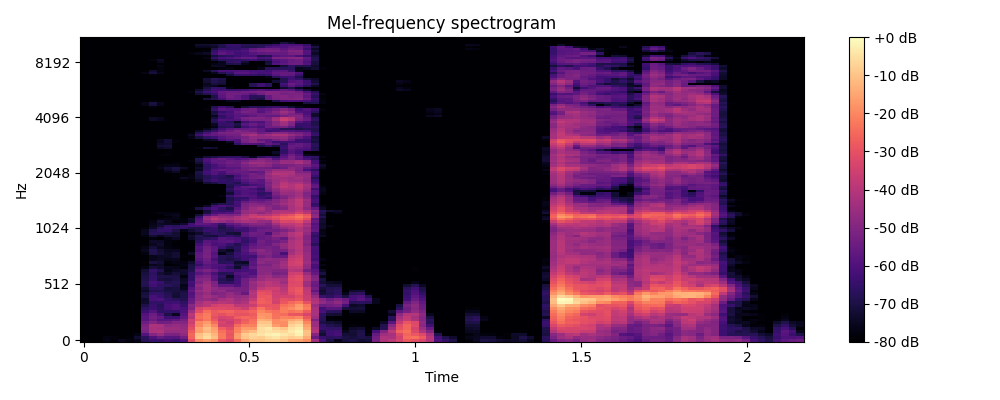 Mel-frequency spectrogram
8192
4096
2048
1024
512
0
Hz
0
0.5
1
1.5
2
Time
+0 dB
-10 dB
-20 dB
-30 dB
-40 dB
-50 dB
-60 dB
-70 dB
-80 dB